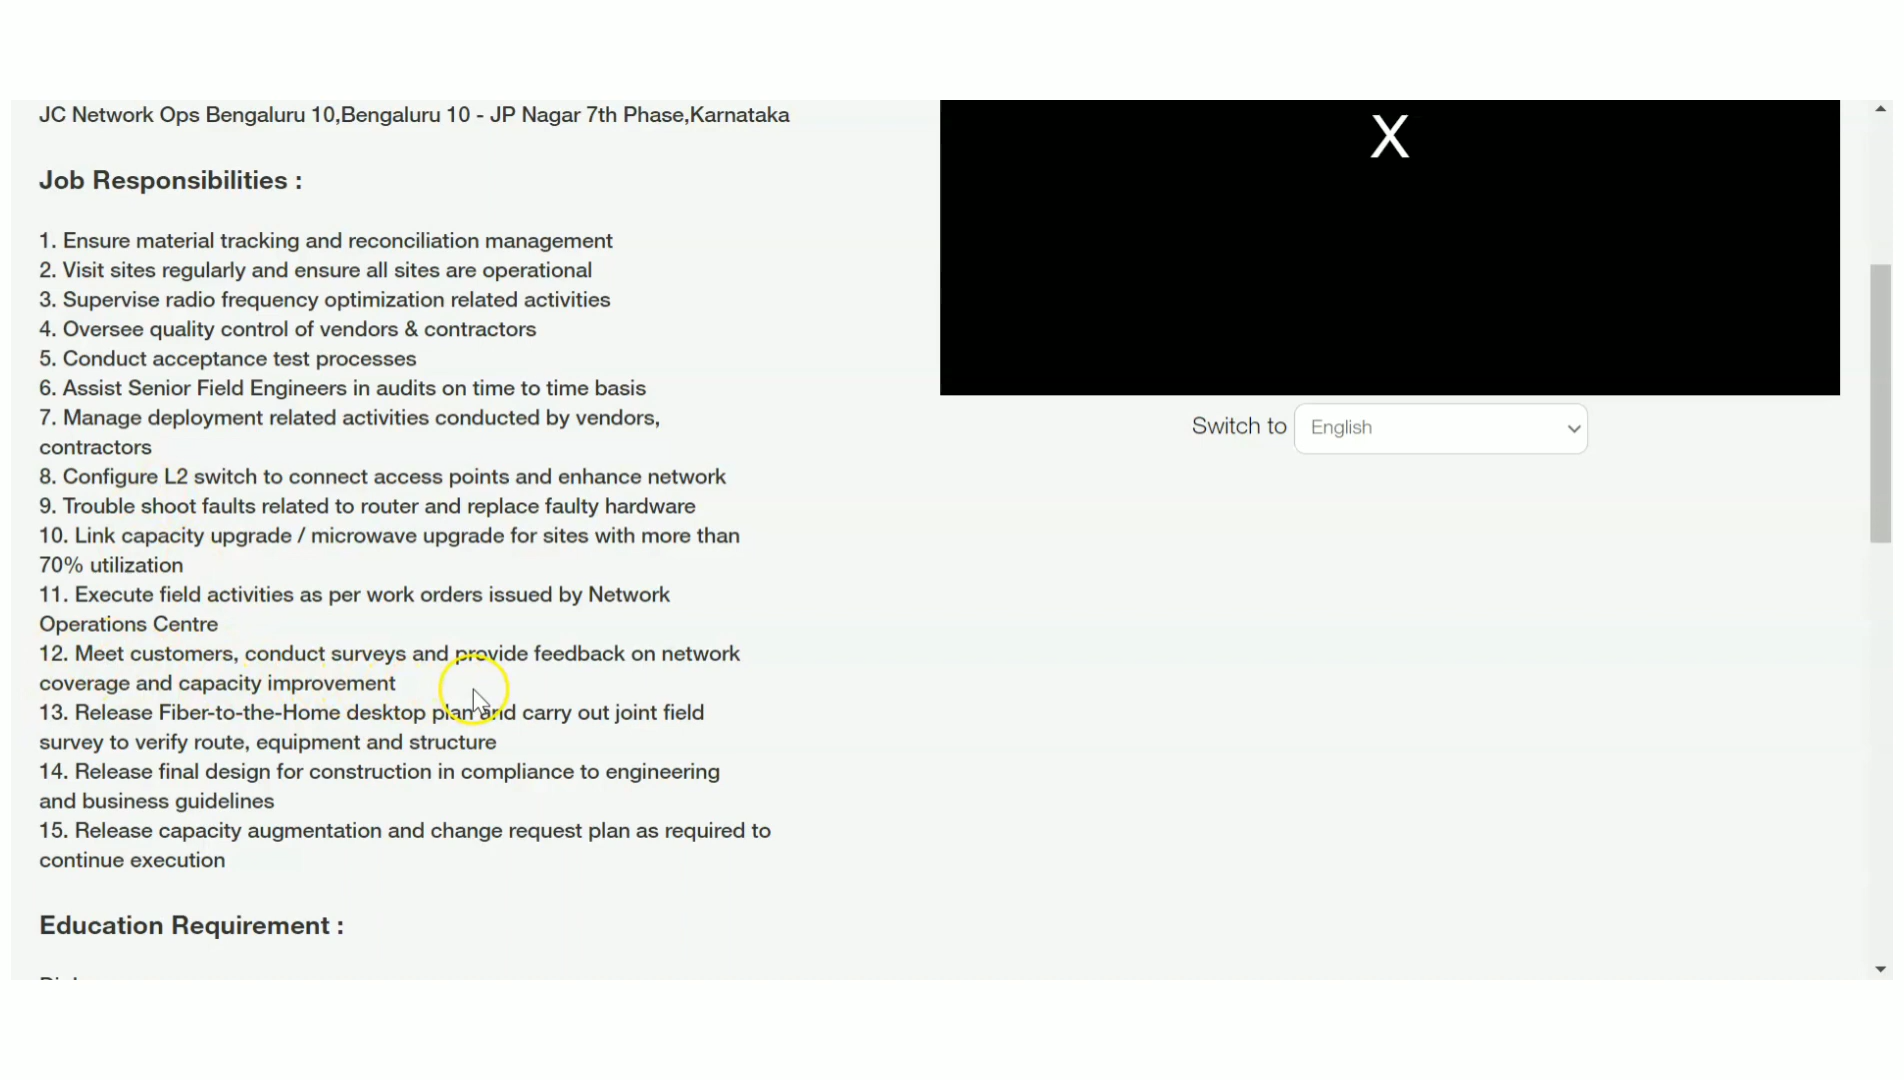 JC Network Ops Bengaluru 10,Bengaluru 10 - JP Nagar 7th Phase,Karnataka
Job Responsibilities :
1. Ensure material tracking and reconciliation management
2. Visit sites regularly and ensure all sites are operational
3. Supervise radio frequency optimization related activities
4. Oversee quality control of vendors & contractors
5. Conduct acceptance test processes
6. Assist Senior Field Engineers in audits on time to time basis
7. Manage deployment related activities conducted by vendors,
contractors
8. Configure L2 switch to connect access points and enhance network
9. Trouble shoot faults related to router and replace faulty hardware
10. Link capacity upgrade / microwave upgrade for sites with more than
70% utilization
11. Execute field activities as per work orders issued by Network
Operations Centre
12. Meet customers, conduct surveys and provide feedback on network
coverage and capacity improvement
13. Release Fiber-to-the-Home desktop plan and carry out joint field
survey to verify route, equipment and structure
14. Release final design for construction in compliance to engineering
and business guidelines
15. Release capacity augmentation and change request plan as required to
continue execution
Education Requirement :
X
Switch to English